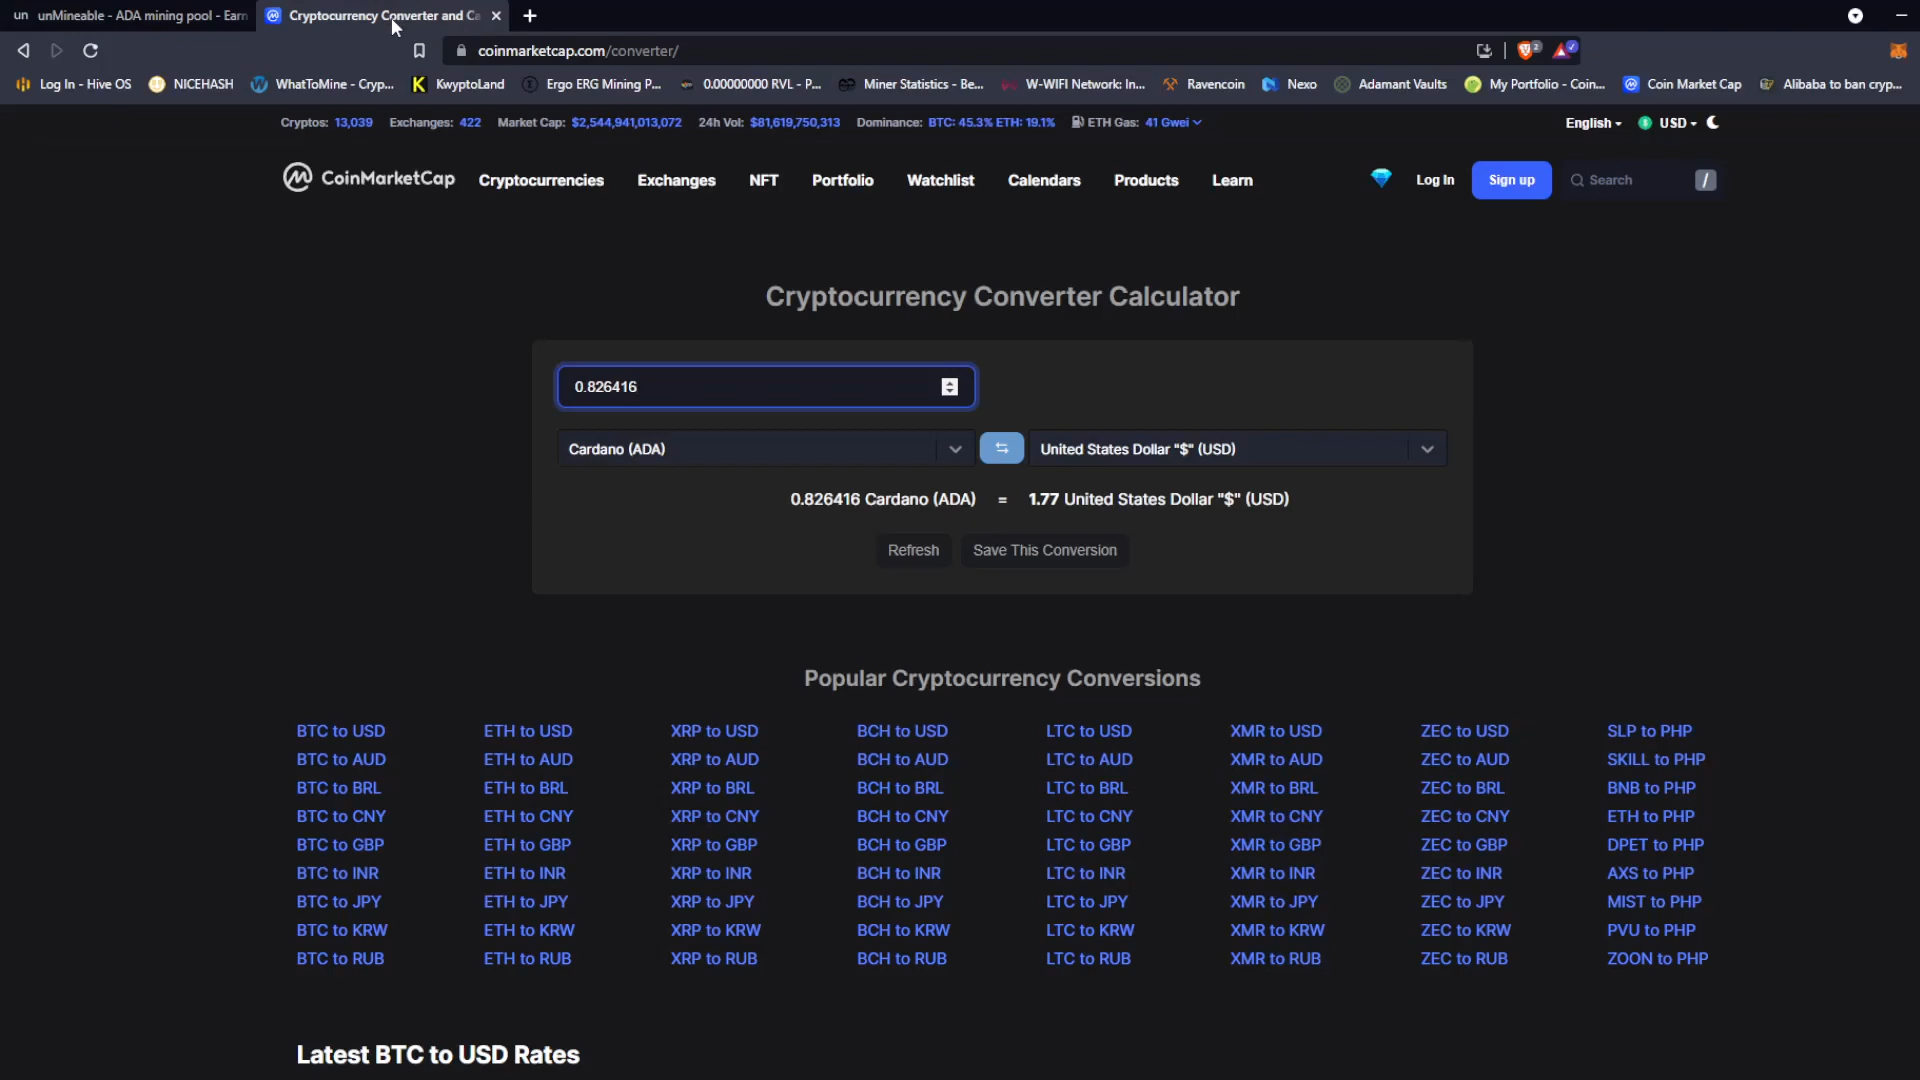 un unMineable - ADA mining pool - Earn
Cryptocurrency Converter and Ca
coinmarketcap.com/converter/
2
Log In - Hive OS NICEHASH WhatToMine - Cryp... KwyptoLand Ergo ERG Mining P... 0.00000000 RVL - P... Miner Statistics - Be... W-WIFI Network: In... Ravencoin Nexo Adamant Vaults My Portfolio - Coin... Coin Market Cap Alibaba to ban cryp...
Cryptos: 13,039 Exchanges: 422 Market Cap: $2,544,941,013,072 24h Vol: $81,619,750,313 Dominance: BTC: 45.3% ETH: 19.1% ETH Gas: 41 Gwei
English USD
CoinMarketCap Cryptocurrencies Exchanges NFT Portfolio Watchlist Calendars Products Learn Log In Sign up Search /
Cryptocurrency Converter Calculator
0.826416
Cardano (ADA) United States Dollar "$" (USD)
0.826416 Cardano (ADA) = 1.77 United States Dollar "$" (USD)
Refresh Save This Conversion
Popular Cryptocurrency Conversions
BTC to USD ETH to USD XRP to USD BCH to USD LTC to USD XMR to USD ZEC to USD SLP to PHP
BTC to AUD ETH to AUD XRP to AUD BCH to AUD LTC to AUD XMR to AUD ZEC to AUD SKILL to PHP
BTC to BRL ETH to BRL XRP to BRL BCH to BRL LTC to BRL XMR to BRL ZEC to BRL BNB to PHP
BTC to CNY ETH to CNY XRP to CNY BCH to CNY LTC to CNY XMR to CNY ZEC to CNY ETH to PHP
BTC to GBP ETH to GBP XRP to GBP BCH to GBP LTC to GBP XMR to GBP ZEC to GBP DPET to PHP
BTC to INR ETH to INR XRP to INR BCH to INR LTC to INR XMR to INR ZEC to INR AXS to PHP
BTC to JPY ETH to JPY XRP to JPY BCH to JPY LTC to JPY XMR to JPY ZEC to JPY MIST to PHP
BTC to KRW ETH to KRW XRP to KRW BCH to KRW LTC to KRW XMR to KRW ZEC to KRW PVU to PHP
BTC to RUB ETH to RUB XRP to RUB BCH to RUB LTC to RUB XMR to RUB ZEC to RUB ZOON to PHP
Latest BTC to USD Rates